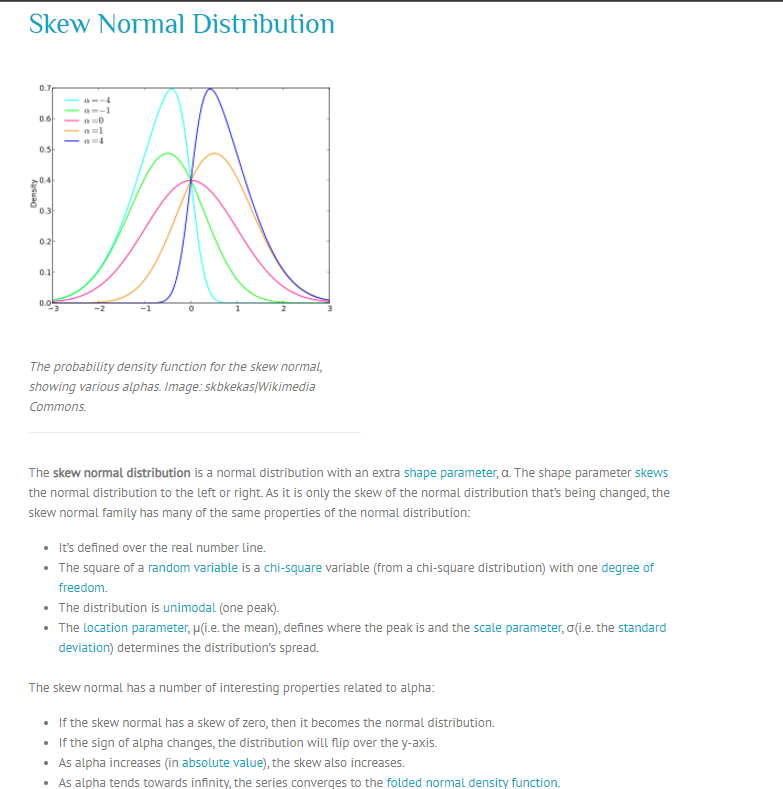 Skew Normal Distribution
0.7
α=−4
α=−1
α=0
α=1
α=4
0.6
0.5
0.4
0.3
0.2
0.1
0.0
Density
−3 −2 −1 0 1 2 3
The probability density function for the skew normal,
showing various alphas. Image: skbkekas|Wikimedia
Commons.
The skew normal distribution is a normal distribution with an extra shape parameter, α. The shape parameter skews
the normal distribution to the left or right. As it is only the skew of the normal distribution that's being changed, the
skew normal family has many of the same properties of the normal distribution:
• It's defined over the real number line.
• The square of a random variable is a chi-square variable (from a chi-square distribution) with one degree of
freedom.
• The distribution is unimodal (one peak).
• The location parameter, μ(i.e. the mean), defines where the peak is and the scale parameter, σ(i.e. the standard
deviation) determines the distribution's spread.
The skew normal has a number of interesting properties related to alpha:
• If the skew normal has a skew of zero, then it becomes the normal distribution.
• If the sign of alpha changes, the distribution will flip over the y-axis.
• As alpha increases (in absolute value), the skew also increases.
• As alpha tends towards infinity, the series converges to the folded normal density function.